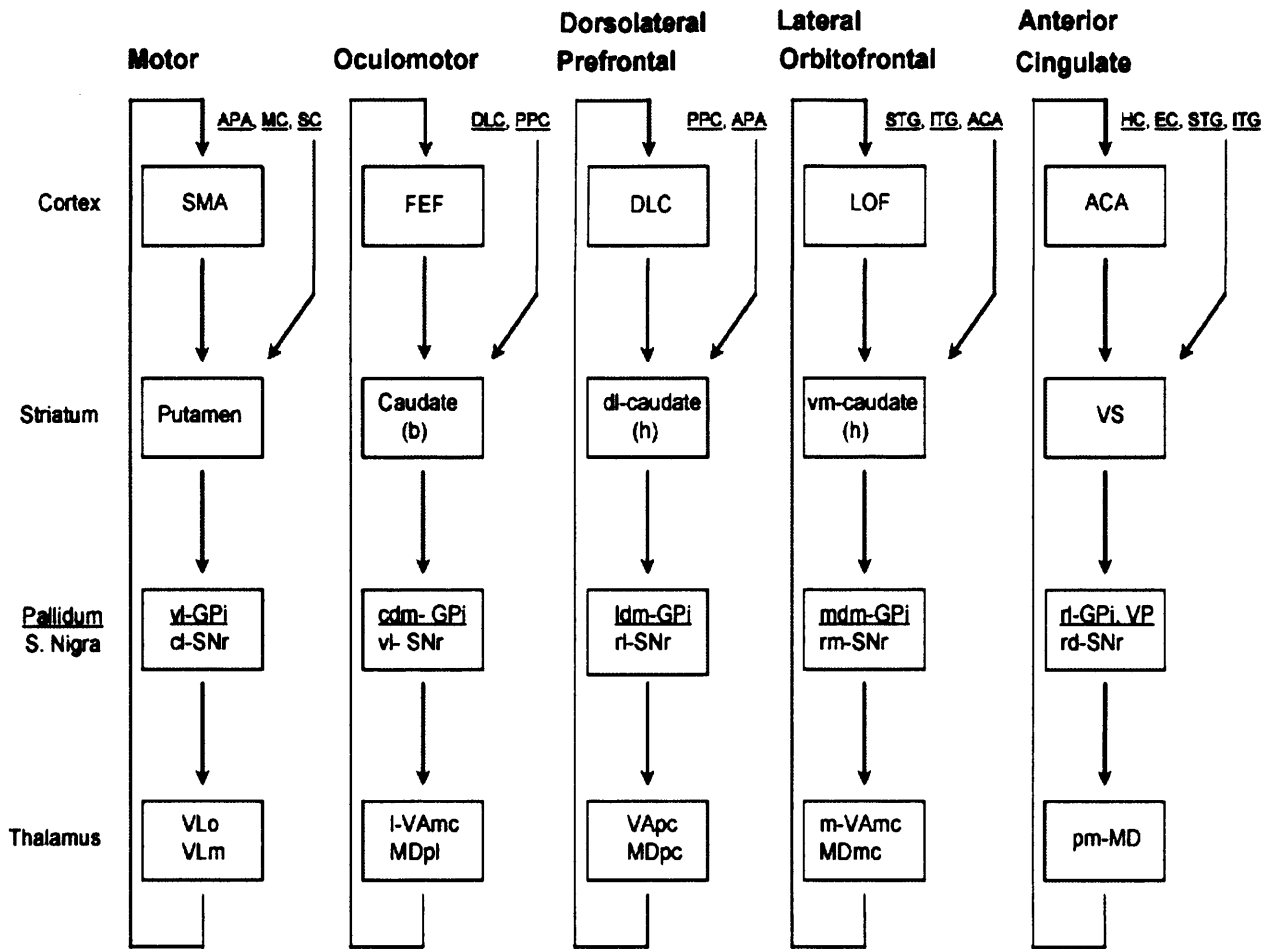 Motor
Oculomotor
Dorsolateral
Prefrontal
Lateral
Orbitofrontal
Anterior
Cingulate
APA, MC, SC
DLC, PPC
PPC, APA
STG, ITG, ACA
HC, EC, STG, ITG
Cortex
SMA
FEF
DLC
LOF
ACA
Striatum
Putamen
Caudate
(b)
dl-caudate
(h)
vm-caudate
(h)
VS
Pallidum
S. Nigra
vl-GPi
cl-SNr
cdm- GPi
vl- SNr
ldm-GPi
rl-SNr
mdm-GPi
rm-SNr
rl-GPi, VP
rd-SNr
Thalamus
VLo
VLm
l-VAmc
MDpl
VApc
MDpc
m-VAmc
MDmc
pm-MD